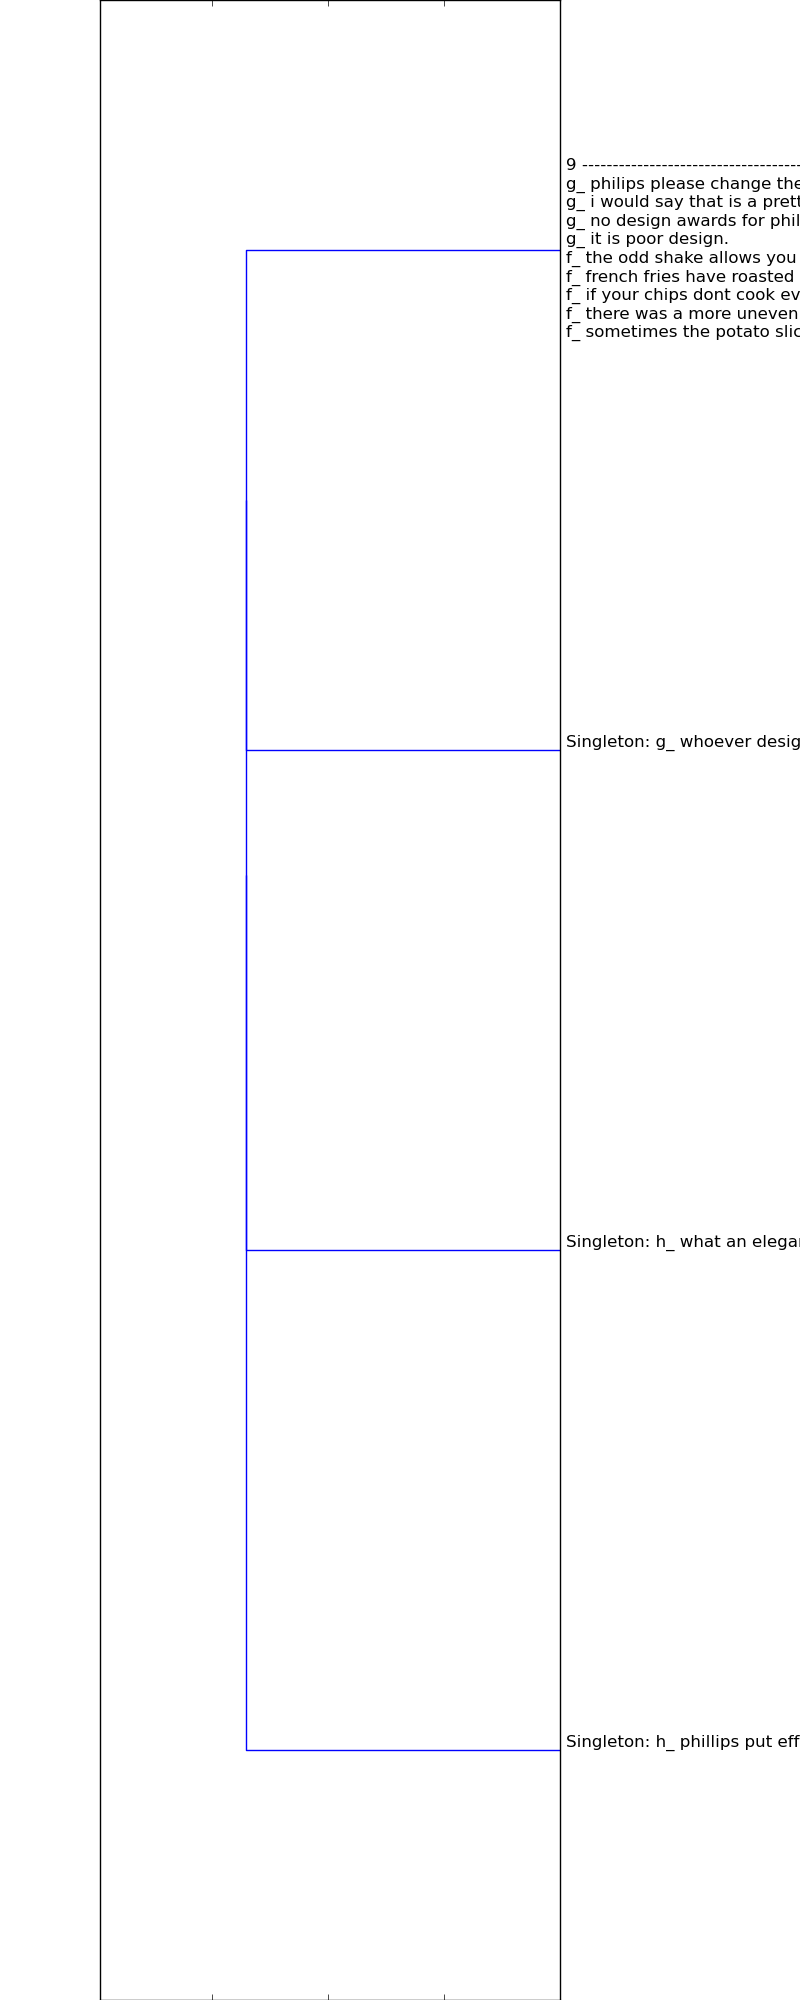 9 ------------------------------------
g_ philips please change the
g_ i would say that is a prett
g_ no design awards for phil
g_ it is poor design.
f_ the odd shake allows you
f_ french fries have roasted
f_ if your chips dont cook ev
f_ there was a more uneven
f_ sometimes the potato slic
Singleton: g_ whoever desig
Singleton: h_ what an elega
Singleton: h_ phillips put eff